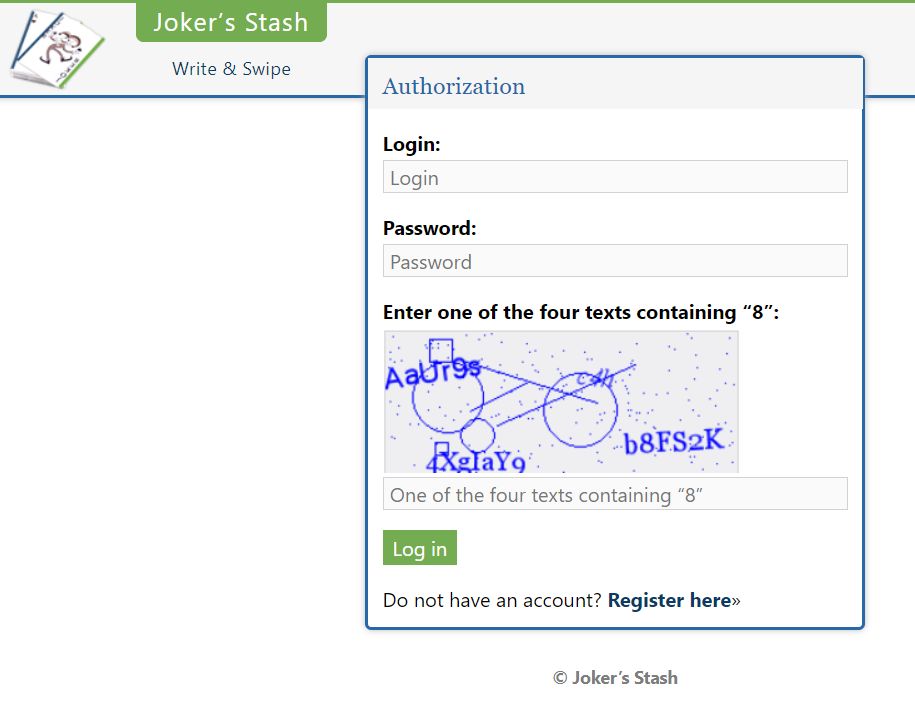 Joker’s Stash
Write & Swipe
Authorization
Login:
Login
Password:
Password
Enter one of the four texts containing “8”:
AaUr9s
b8FS2K
4XgIaY9
One of the four texts containing “8”
Log in
Do not have an account? Register here»
© Joker’s Stash